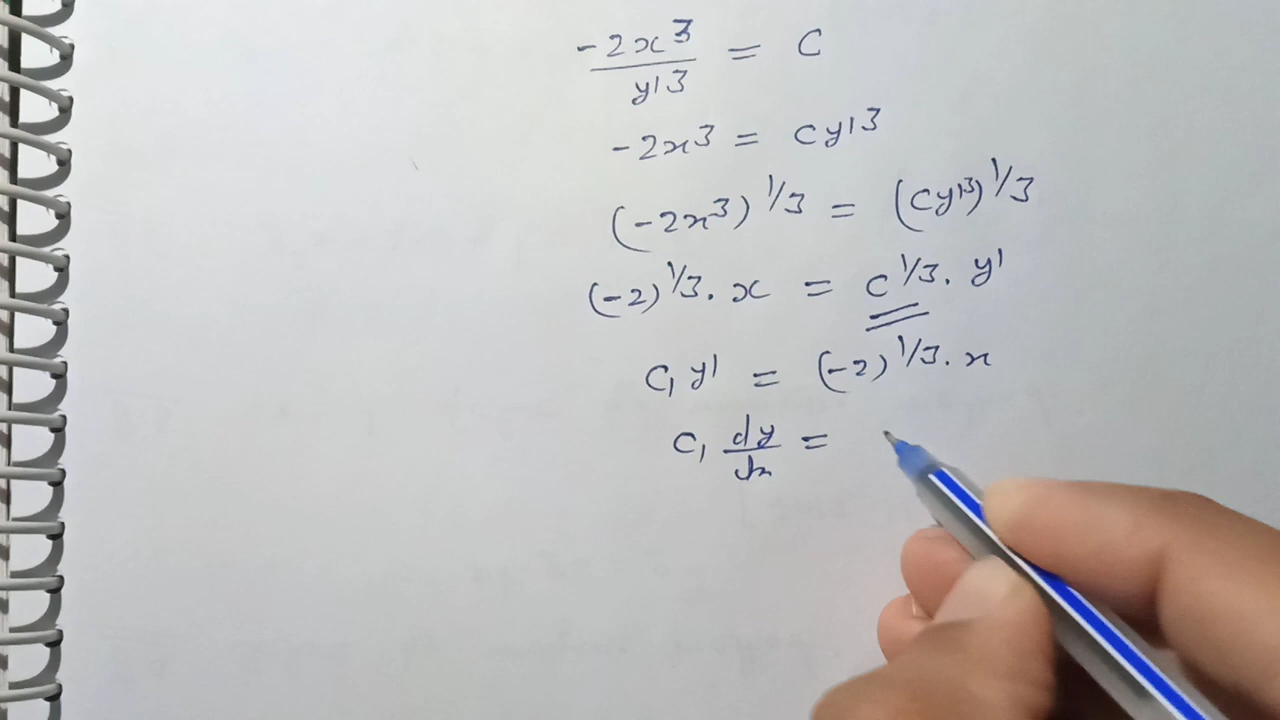 -2x³/y'³ = C
-2x³ = Cy'³
(-2x³)^1/3 = (Cy'³)^1/3
(-2)^1/3 . x = C^1/3 . y'
C₁ y' = (-2)^1/3 . x
C₁ dy/dx =